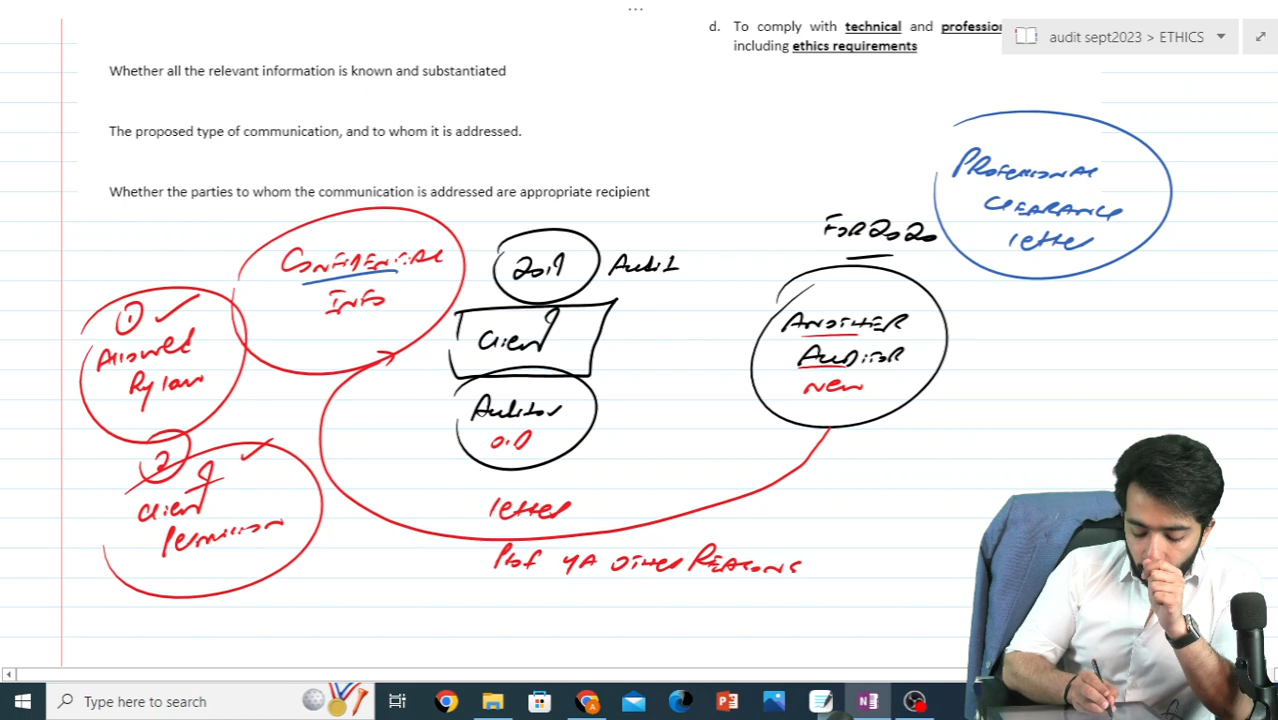 d. To comply with technical and
including ethics requirements
audit sept2023 > ETHICS
Whether all the relevant information is known and substantiated
The proposed type of communication, and to whom it is addressed.
Whether the parties to whom the communication is addressed are appropriate recipient
PROFESSIONAL
CLEARANCE
letter
FOR 2020
CONFIDENTIAL
INFO
2019 Audit
Client
ANOTHER
AUDITOR
NEW
1
Allowed
By law
Auditor
OLD
2
Client
Permission
letter
Prof YA OTHER REASONS
Type here to search